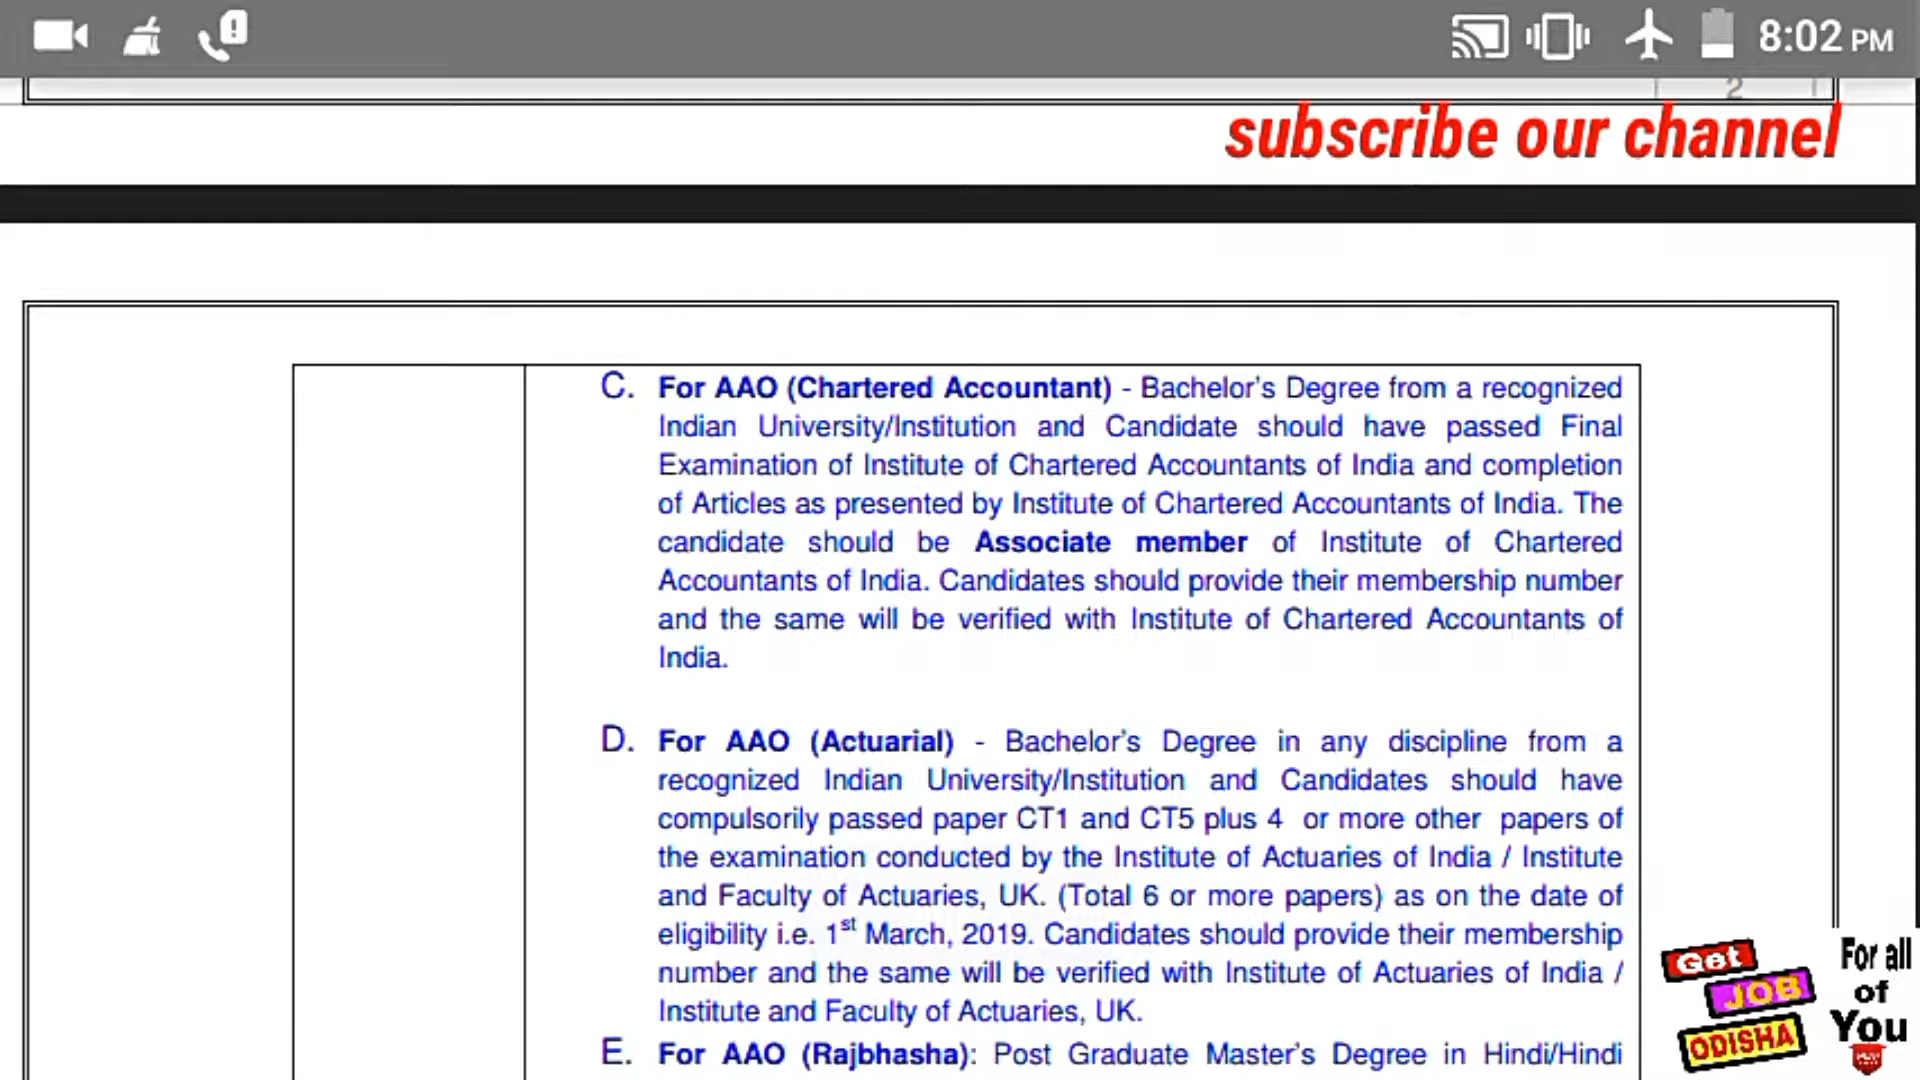 8:02 PM
2
subscribe our channel
C. For AAO (Chartered Accountant) - Bachelor's Degree from a recognized
Indian University/Institution and Candidate should have passed Final
Examination of Institute of Chartered Accountants of India and completion
of Articles as presented by Institute of Chartered Accountants of India. The
candidate should be Associate member of Institute of Chartered
Accountants of India. Candidates should provide their membership number
and the same will be verified with Institute of Chartered Accountants of
India.
D. For AAO (Actuarial) - Bachelor's Degree in any discipline from a
recognized Indian University/Institution and Candidates should have
compulsorily passed paper CT1 and CT5 plus 4 or more other papers of
the examination conducted by the Institute of Actuaries of India / Institute
and Faculty of Actuaries, UK. (Total 6 or more papers) as on the date of
eligibility i.e. 1st March, 2019. Candidates should provide their membership
number and the same will be verified with Institute of Actuaries of India /
Institute and Faculty of Actuaries, UK.
E. For AAO (Rajbhasha): Post Graduate Master's Degree in Hindi/Hindi
Get
JOB
ODISHA
For all
of
You